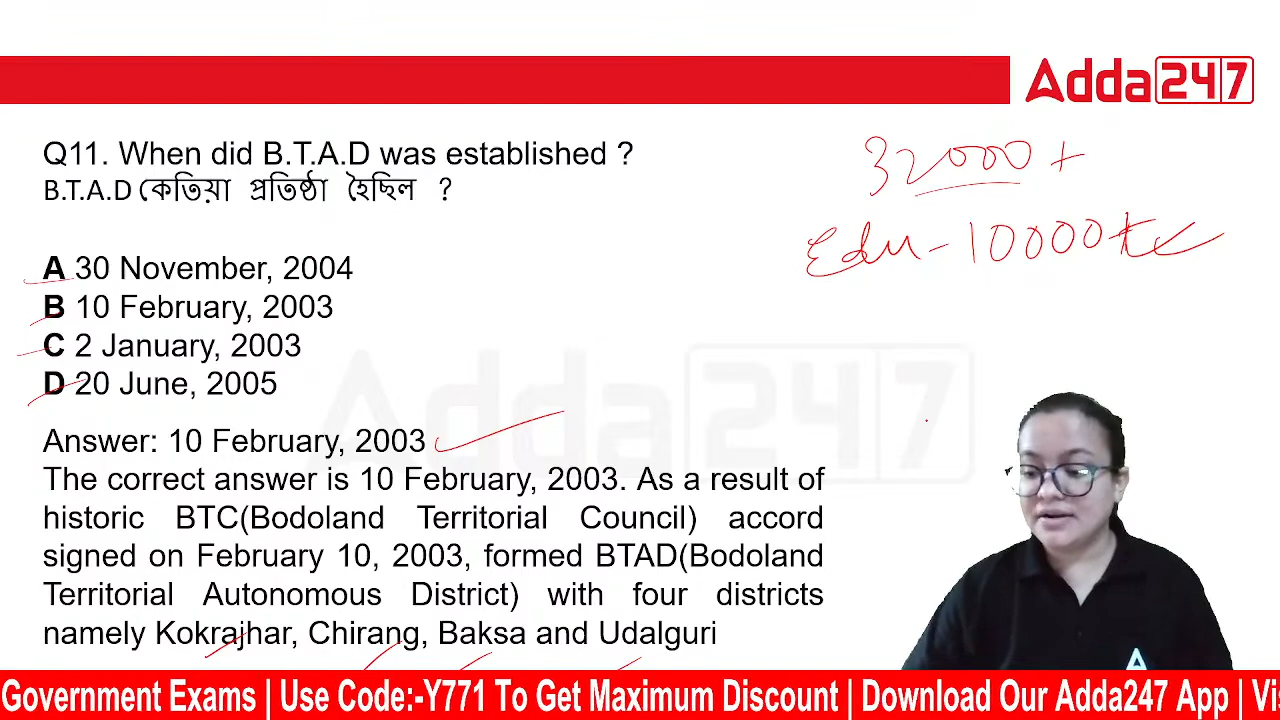 Adda247
Q11. When did B.T.A.D was established ?
B.T.A.D কেতিয়া প্ৰতিষ্ঠা হৈছিল ?
32000 +
Edu - 10000
A 30 November, 2004
B 10 February, 2003
C 2 January, 2003
D 20 June, 2005
Adda247
Answer: 10 February, 2003
The correct answer is 10 February, 2003. As a result of
historic BTC(Bodoland Territorial Council) accord
signed on February 10, 2003, formed BTAD(Bodoland
Territorial Autonomous District) with four districts
namely Kokrajhar, Chirang, Baksa and Udalguri
Government Exams | Use Code:-Y771 To Get Maximum Discount | Download Our Adda247 App | Vis